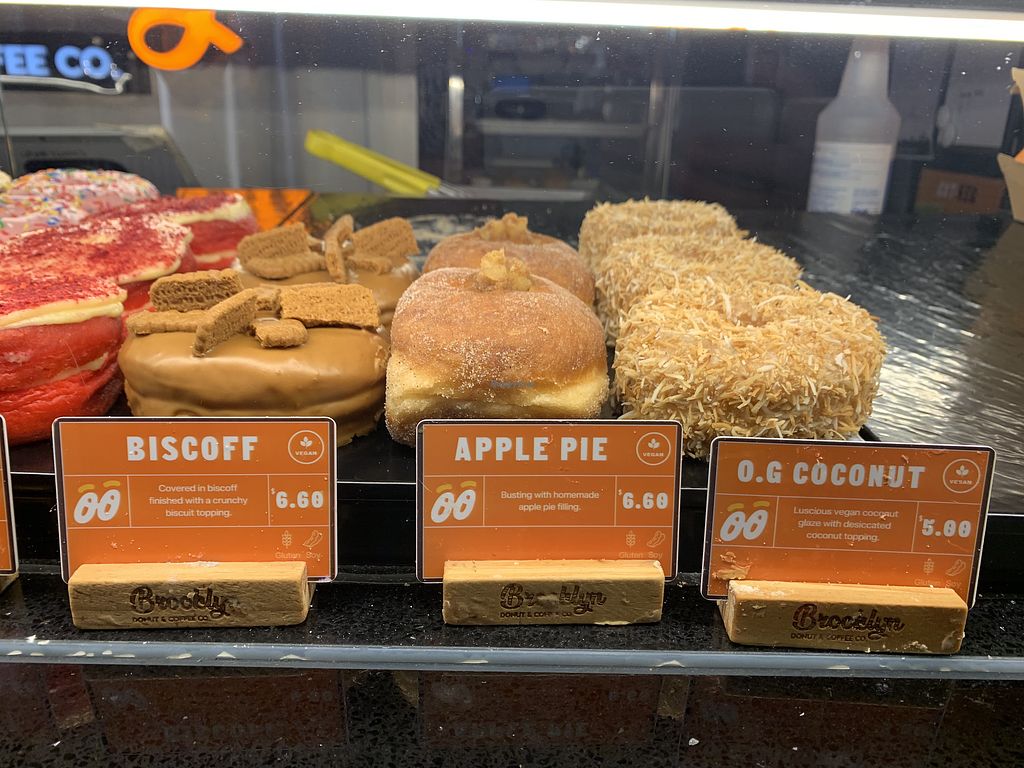 FEE CO.
BISCOFF
VEGAN
Covered in biscoff
finished with a crunchy
biscuit topping.
$6.60
Gluten Soy
Brooklyn
DONUT & COFFEE CO.
APPLE PIE
VEGAN
Busting with homemade
apple pie filling.
$6.60
Gluten Soy
Brooklyn
DONUT & COFFEE CO.
O.G COCONUT
VEGAN
Luscious vegan coconut
glaze with desiccated
coconut topping.
$5.00
Gluten Soy
Brooklyn
DONUT & COFFEE CO.